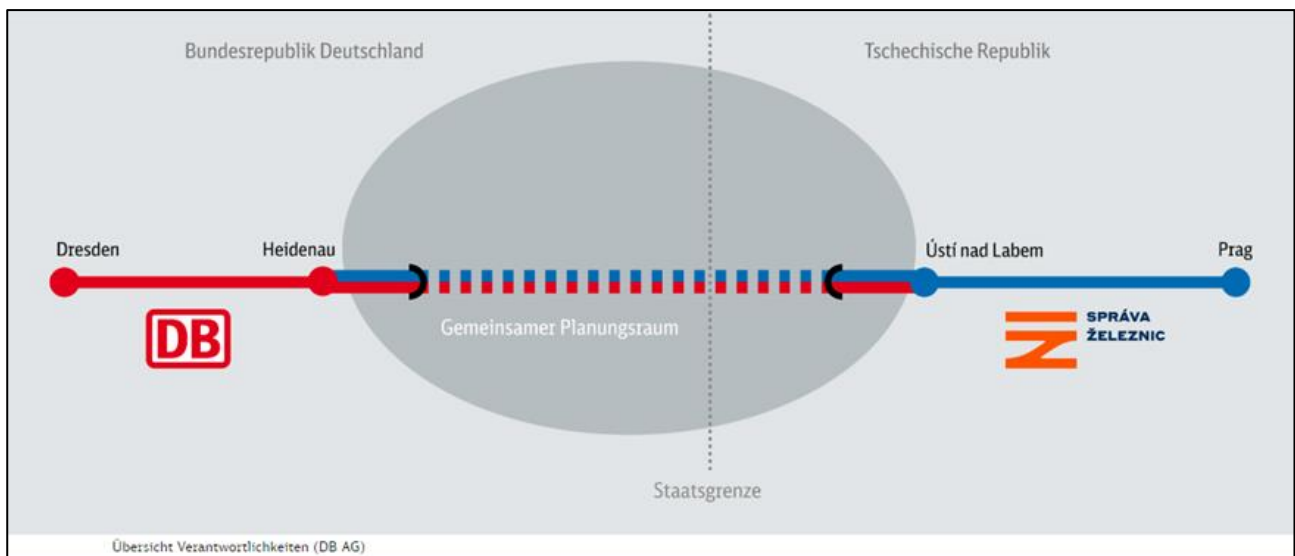 Bundesrepublik Deutschland
Tschechische Republik
Dresden
Heidenau
Ústí nad Labem
Prag
DB
Gemeinsamer Planungsraum
SPRÁVA
ŽELEZNIC
Staatsgrenze
Übersicht Verantwortlichkeiten (DB AG)